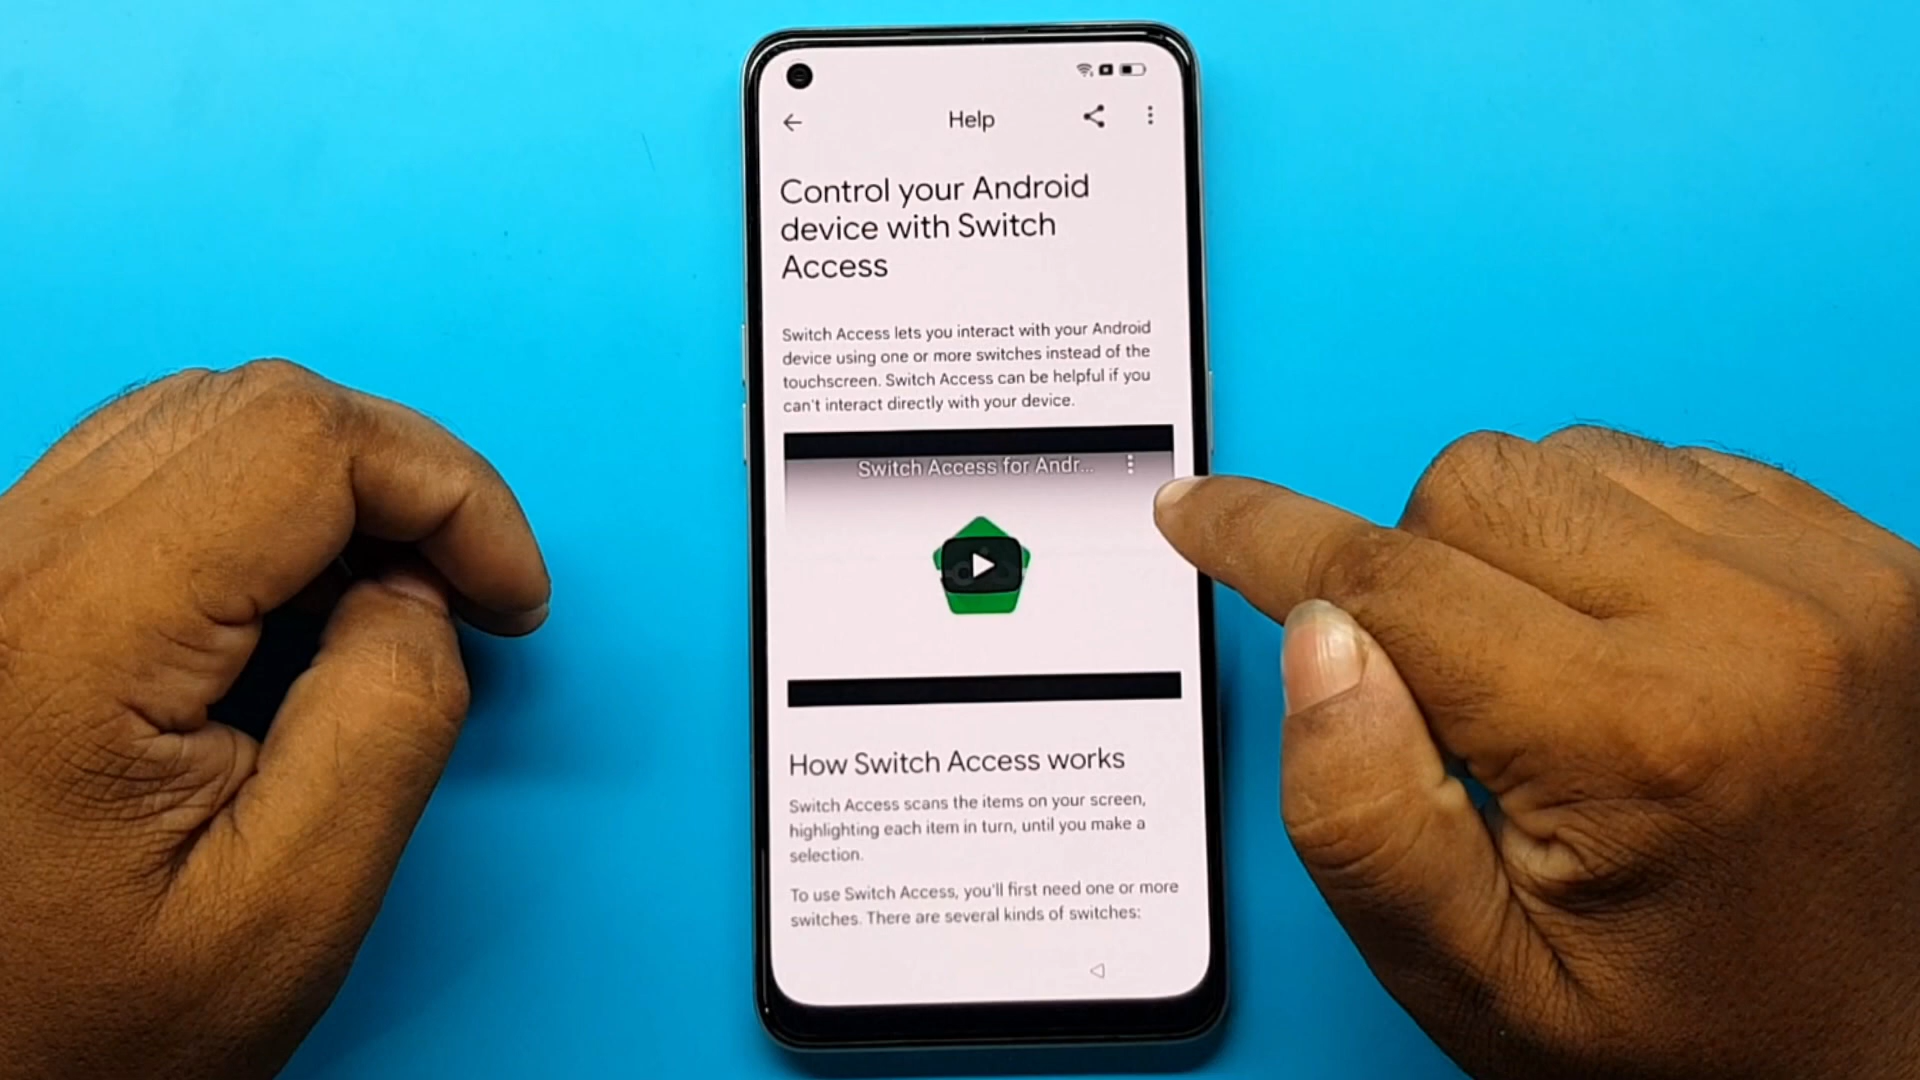 Help
Control your Android
device with Switch
Access
Switch Access lets you interact with your Android
device using one or more switches instead of the
touchscreen. Switch Access can be helpful if you
can't interact directly with your device.
Switch Access for Andr...
How Switch Access works
Switch Access scans the items on your screen,
highlighting each item in turn, until you make a
selection.
To use Switch Access, you'll first need one or more
switches. There are several kinds of switches: